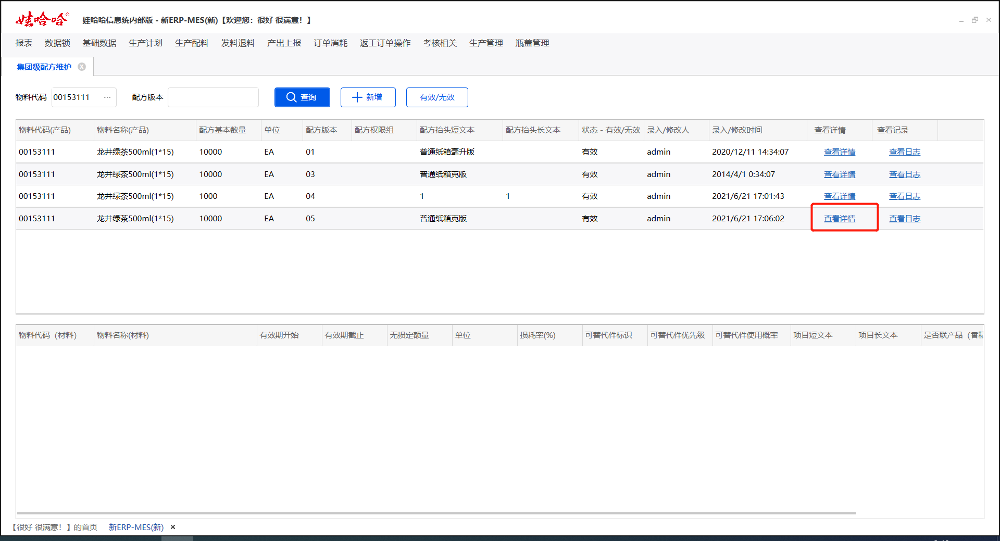 娃哈哈®
娃哈哈信息统内部版 - 新ERP-MES(新)【欢迎您：很好 很满意！】
报表 数据锁 基础数据 生产计划 生产配料 发料退料 产出上报 订单消耗 返工订单操作 考核相关 生产管理 瓶盖管理
集团级配方维护
物料代码 00153111 ... 配方版本 查询 新增 有效/无效
物料代码(产品) 物料名称(产品) 配方基本数量 单位 配方版本 配方权限组 配方抬头短文本 配方抬头长文本 状态 - 有效/无效 录入/修改人 录入/修改时间 查看详情 查看记录
00153111 龙井绿茶500ml(1*15) 10000 EA 01 普通纸箱毫升版 有效 admin 2020/12/11 14:34:07 查看详情 查看日志
00153111 龙井绿茶500ml(1*15) 10000 EA 03 普通纸箱克版 有效 admin 2014/4/1 0:34:07 查看详情 查看日志
00153111 龙井绿茶500ml(1*15) 1000 EA 04 1 1 有效 admin 2021/6/21 17:01:43 查看详情 查看日志
00153111 龙井绿茶500ml(1*15) 10000 EA 05 普通纸箱克版 有效 admin 2021/6/21 17:06:02 查看详情 查看日志
物料代码（材料） 物料名称(材料) 有效期开始 有效期截止 无损定额量 单位 损耗率(%) 可替代件标识 可替代件优先级 可替代件使用概率 项目短文本 项目长文本 是否联产品（香精
【很好 很满意！】的首页 新ERP-MES(新)